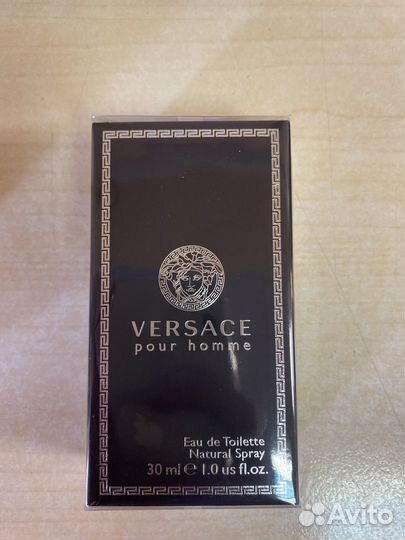 VERSACE
pour homme
Eau de Toilette
Natural Spray
30 ml ℮ 1.0 us fl.oz.
Avito